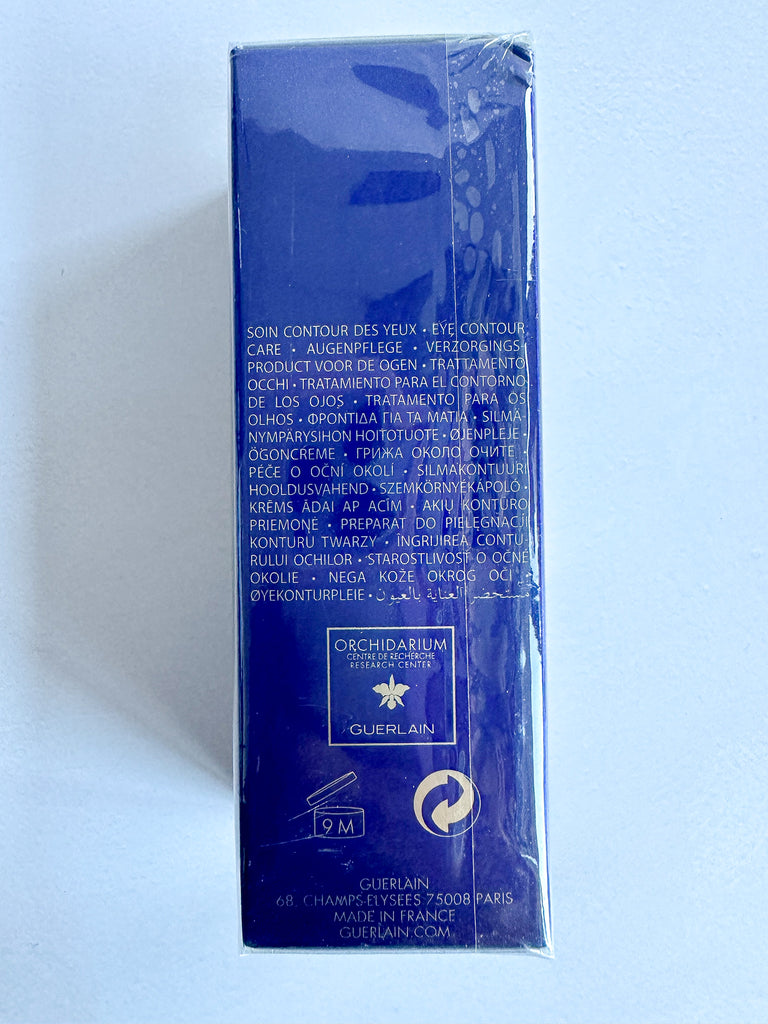 SOIN CONTOUR DES YEUX • EYE CONTOUR
CARE • AUGENPFLEGE • VERZORGINGS-
PRODUCT VOOR DE OGEN • TRATTAMENTO
OCCHI • TRATAMIENTO PARA EL CONTORNO
DE LOS OJOS • TRATAMENTO PARA OS
OLHOS • ΦΡΟΝΤΙΔΑ ΓΙΑ ΤΑ ΜΑΤΙΑ • SILMÄ-
NYMPÄRYSIHON HOITOTUOTE • ØJENPLEJE •
ÖGONCREME • ГРИЖА ОКОЛО ОЧИТЕ •
PÉČE O OČNÍ OKOLÍ • SILMAKONTUURI
HOOLDUSVAHEND • SZEMKÖRNYÉKÁPOLÓ •
KRĒMS ĀDAI AP ACĪM • AKIŲ KONTŪRO
PRIEMONĖ • PREPARAT DO PIELĘGNACJI
KONTURU TWARZY • ÎNGRIJIREA CONTU-
RULUI OCHILOR • STAROSTLIVOSŤ O OČNÉ
OKOLIE • NEGA KOŽE OKROG OČI •
ØYEKONTURPLEIE • مستحضر العناية بالعيون
ORCHIDARIUM
CENTRE DE RECHERCHE
RESEARCH CENTER
GUERLAIN
9 M
GUERLAIN
68, CHAMPS-ELYSEES 75008 PARIS
MADE IN FRANCE
GUERLAIN.COM